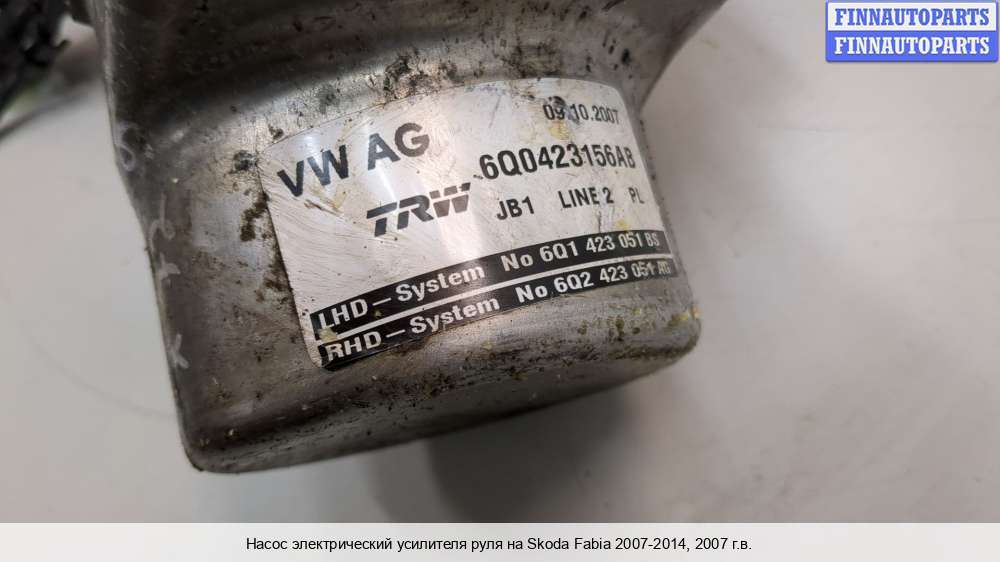 FINNAUTOPARTS
FINNAUTOPARTS
09.10.2007
VW AG
6Q0423156AB
TRW
JB1 LINE 2 PL
LHD – System No 6Q1 423 051 BS
RHD – System No 6Q2 423 051 AG
Насос электрический усилителя руля на Skoda Fabia 2007-2014, 2007 г.в.